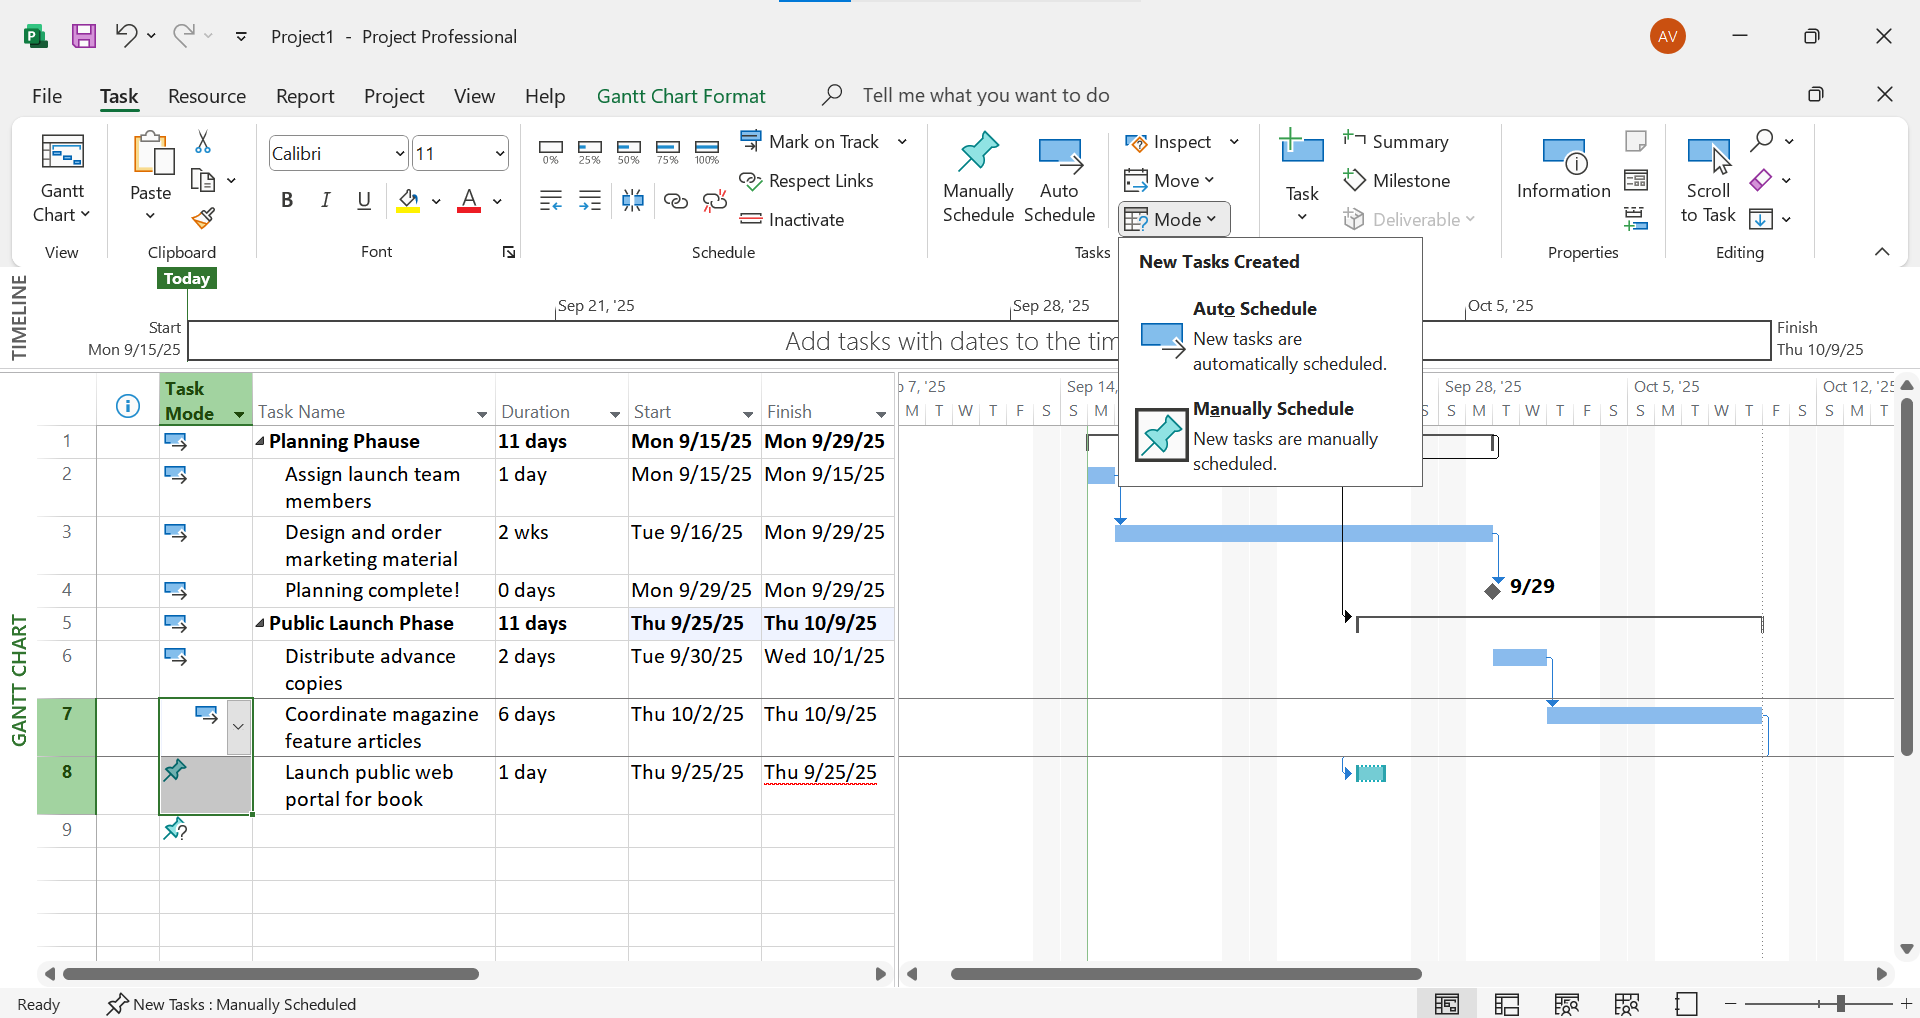 Project1 - Project Professional
AV
File Task Resource Report Project View Help Gantt Chart Format Tell me what you want to do
Gantt
Chart
View
Paste
Clipboard
Calibri 11
B I U A
Font
0% 25% 50% 75% 100%
Mark on Track
Respect Links
Inactivate
Schedule
Manually
Schedule
Auto
Schedule
Inspect
Move
Mode
Tasks
Task
Summary
Milestone
Deliverable
Information
Properties
Scroll
to Task
Editing
New Tasks Created
Auto Schedule
New tasks are
automatically scheduled.
Manually Schedule
New tasks are manually
scheduled.
TIMELINE
Today
Sep 21, '25 Sep 28, '25 Oct 5, '25
Start
Mon 9/15/25
Add tasks with dates to the tim
Finish
Thu 10/9/25
GANTT CHART
Task
Mode Task Name Duration Start Finish
7, '25 Sep 14, Sep 28, '25 Oct 5, '25 Oct 12, '25
M T W T F S S M S S M T W T F S S M T W T F S S M T
1 Planning Phause 11 days Mon 9/15/25 Mon 9/29/25
2 Assign launch team 1 day Mon 9/15/25 Mon 9/15/25
members
3 Design and order 2 wks Tue 9/16/25 Mon 9/29/25
marketing material
4 Planning complete! 0 days Mon 9/29/25 Mon 9/29/25 9/29
5 Public Launch Phase 11 days Thu 9/25/25 Thu 10/9/25
6 Distribute advance 2 days Tue 9/30/25 Wed 10/1/25
copies
7 Coordinate magazine 6 days Thu 10/2/25 Thu 10/9/25
feature articles
8 Launch public web 1 day Thu 9/25/25 Thu 9/25/25
portal for book
9
Ready New Tasks : Manually Scheduled